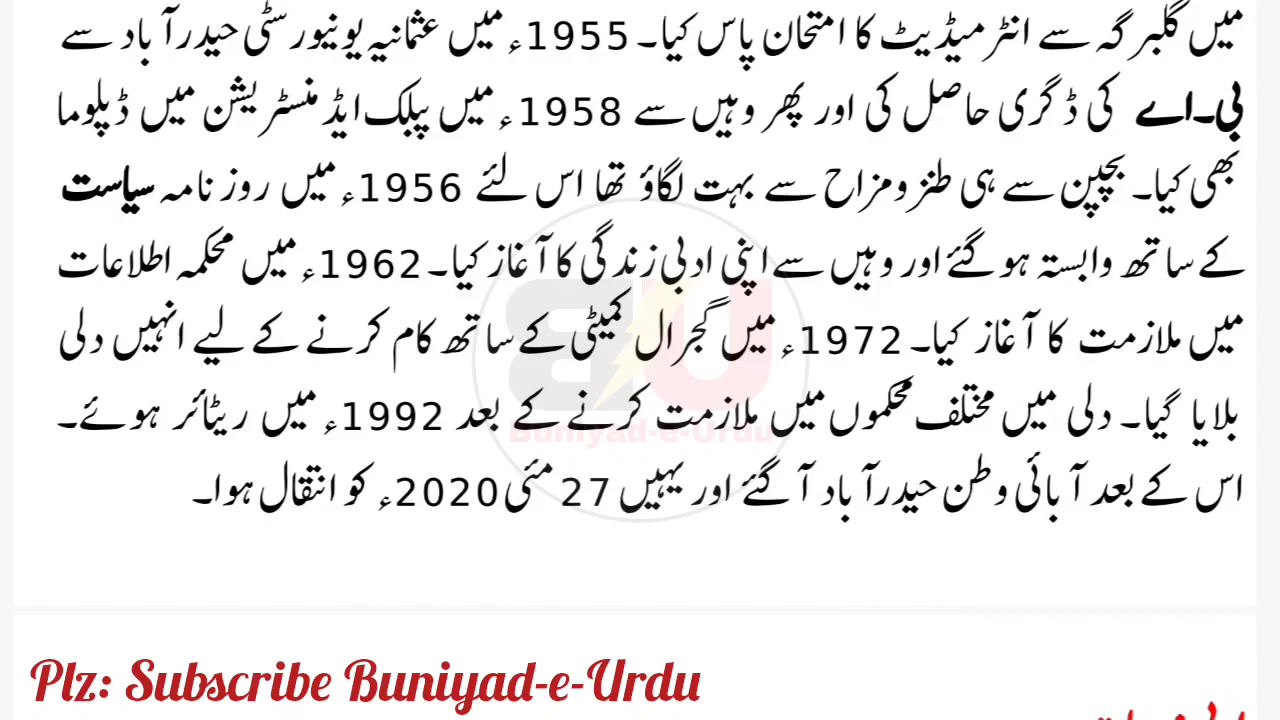 میں گلبرگہ سے انٹرمیڈیٹ کا امتحان پاس کیا۔ 1955ء میں عثمانیہ یونیورسٹی حیدرآباد سے
بی۔اے کی ڈگری حاصل کی اور پھر وہیں سے 1958ء میں پبلک ایڈمنسٹریشن میں ڈپلوما
بھی کیا۔ بچپن سے ہی طنز ومزاح سے بہت لگاؤ تھا اس لئے 1956ء میں روزنامہ سیاست
کے ساتھ وابستہ ہوگئے اور وہیں سے اپنی ادبی زندگی کا آغاز کیا۔ 1962ء میں محکمہ اطلاعات
میں ملازمت کا آغاز کیا۔ 1972ء میں گجرال کمیٹی کے ساتھ کام کرنے کے لیے انہیں دلی
بلایا گیا۔ دلی میں مختلف محکموں میں ملازمت کرنے کے بعد 1992ء میں ریٹائر ہوئے۔
اس کے بعد آبائی وطن حیدرآباد آگئے اور یہیں 27 مئی 2020ء کو انتقال ہوا۔
BU
Buniyad-e-Urdu
Plz: Subscribe Buniyad-e-Urdu